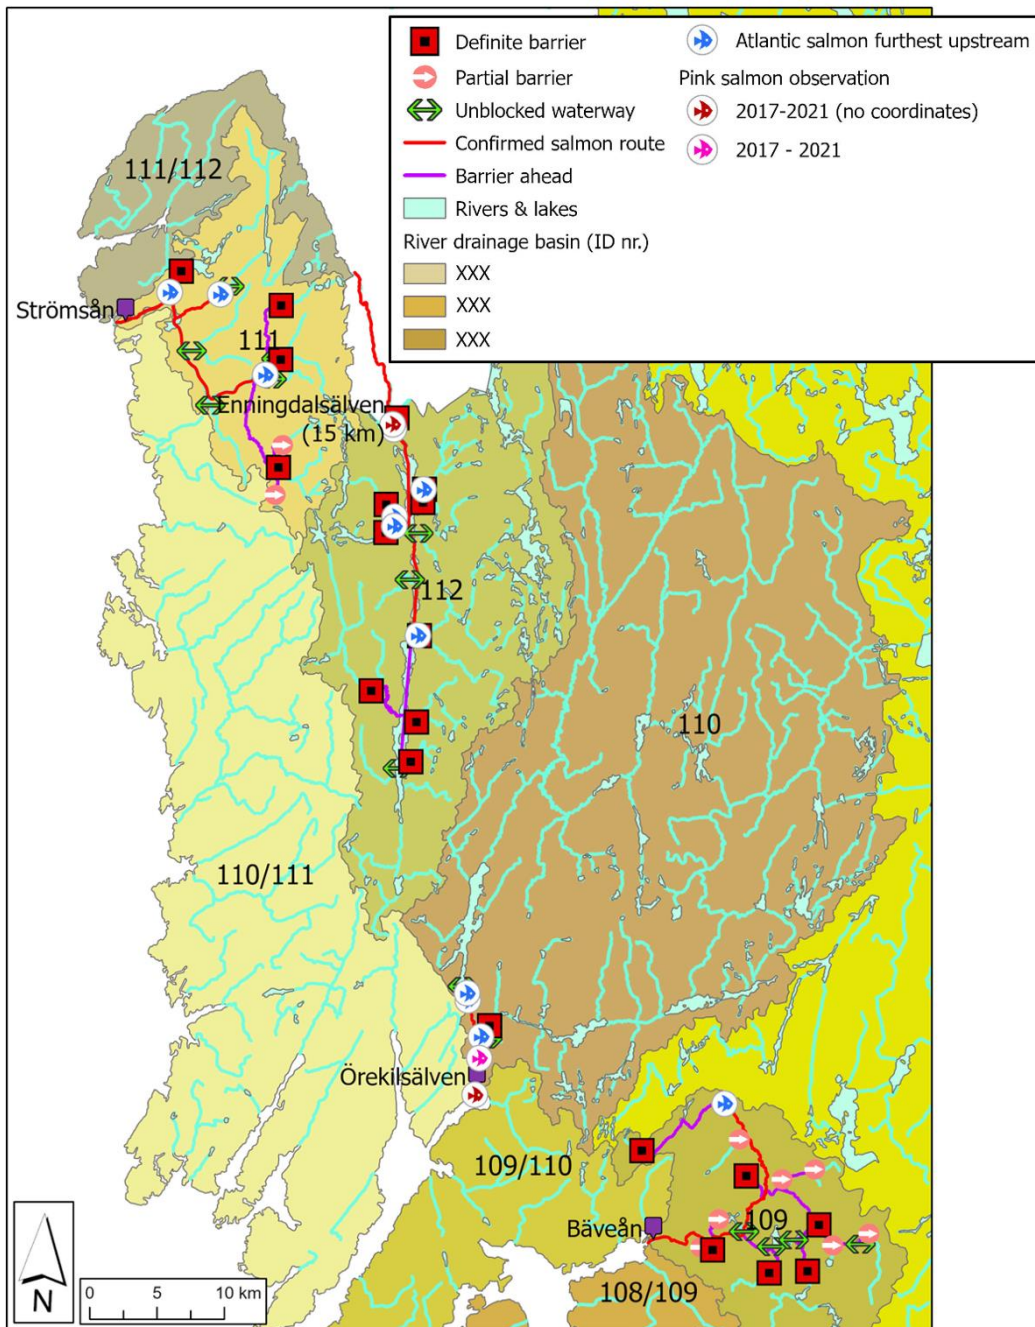 Definite barrier
Partial barrier
Unblocked waterway
Confirmed salmon route
Barrier ahead
Rivers & lakes
River drainage basin (ID nr.)
XXX
XXX
XXX
Atlantic salmon furthest upstream
Pink salmon observation
2017-2021 (no coordinates)
2017 - 2021
111/112
Strömsån
111
Enningdalsälven
(15 km)
112
110
110/111
Örekilsälven
109/110
Bäveån
109
108/109
N
0 5 10 km